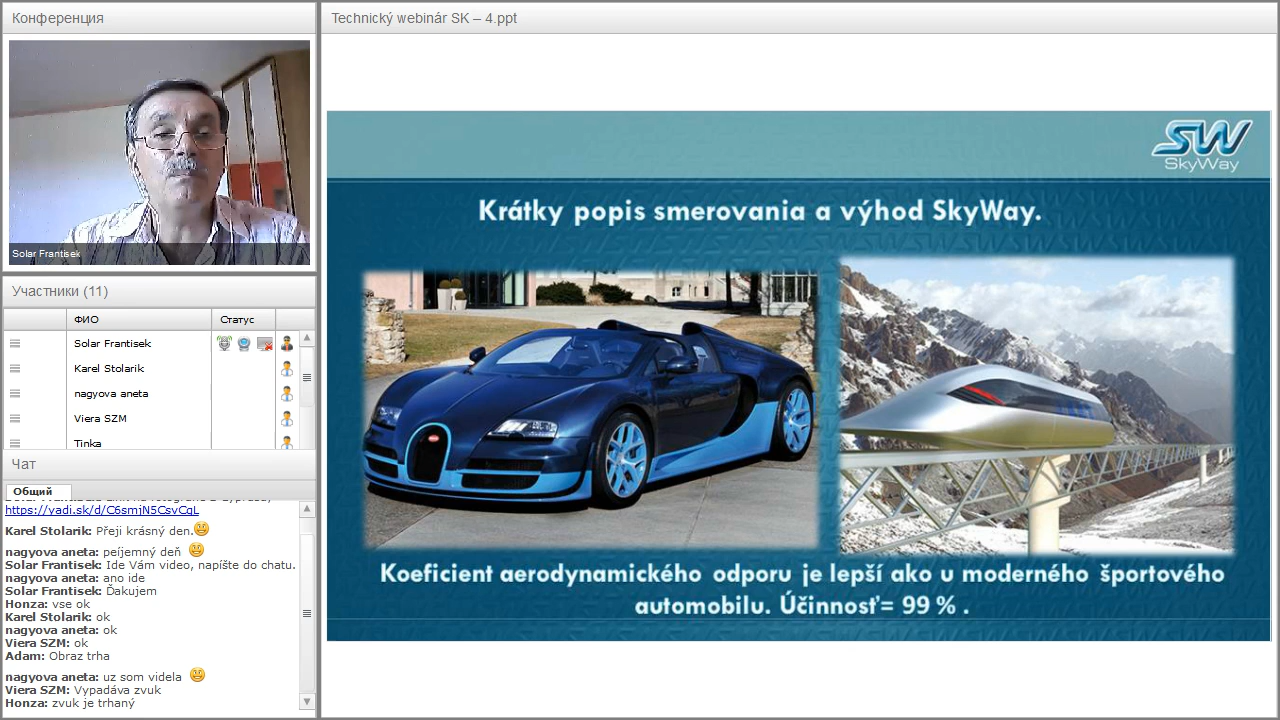 Конференция
Solar Frantisek
Участники (11)
ФИО
Статус
Solar Frantisek
Karel Stolarik
nagyova aneta
Viera SZM
Tinka
Чат
Общий
https://yadi.sk/d/C6smjN5CsvCqL
Karel Stolarik: Přeji krásný den.
nagyova aneta: peíjemný deň
Solar Frantisek: Ide Vám video, napíšte do chatu.
nagyova aneta: ano ide
Solar Frantisek: Ďakujem
Honza: vse ok
Karel Stolarik: ok
nagyova aneta: ok
Viera SZM: ok
Adam: Obraz trha
nagyova aneta: uz som videla
Viera SZM: Vypadáva zvuk
Honza: zvuk je trhaný
Technický webinár SK – 4.ppt
SW
SkyWay
Krátky popis smerovania a výhod SkyWay.
Koeficient aerodynamického odporu je lepší ako u moderného športového
automobilu. Účinnosť= 99 % .